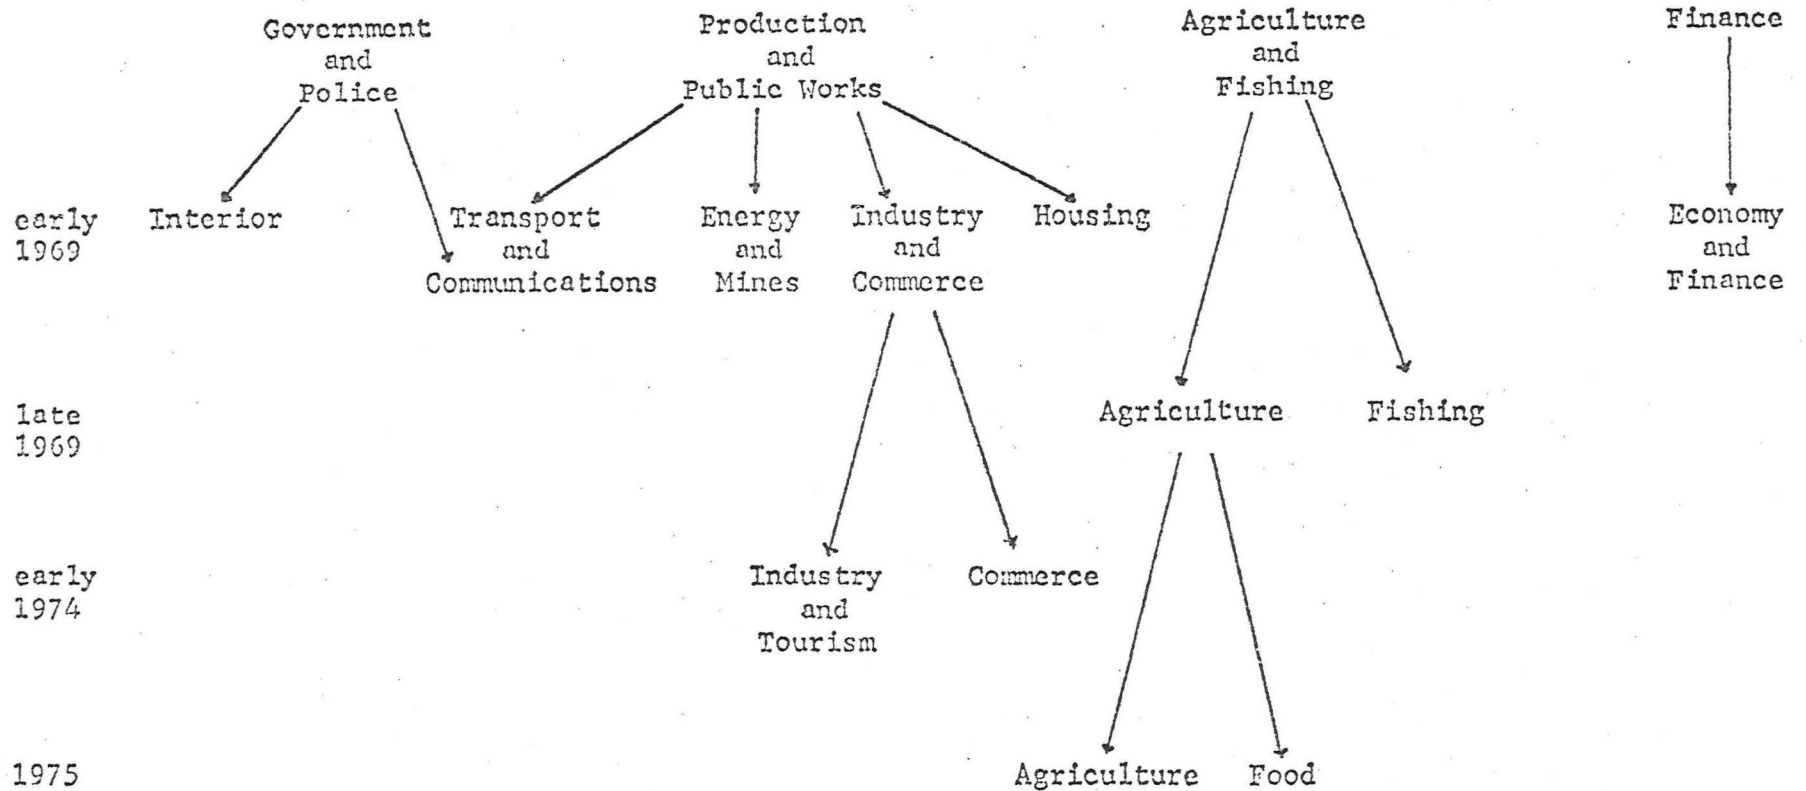 Government
and
Police
Production
and
Public Works
Agriculture
and
Fishing
Finance
early
1969
Interior
Transport
and
Communications
Energy
and
Mines
Industry
and
Commerce
Housing
Economy
and
Finance
late
1969
Agriculture
Fishing
early
1974
Industry
and
Tourism
Commerce
1975
Agriculture
Food